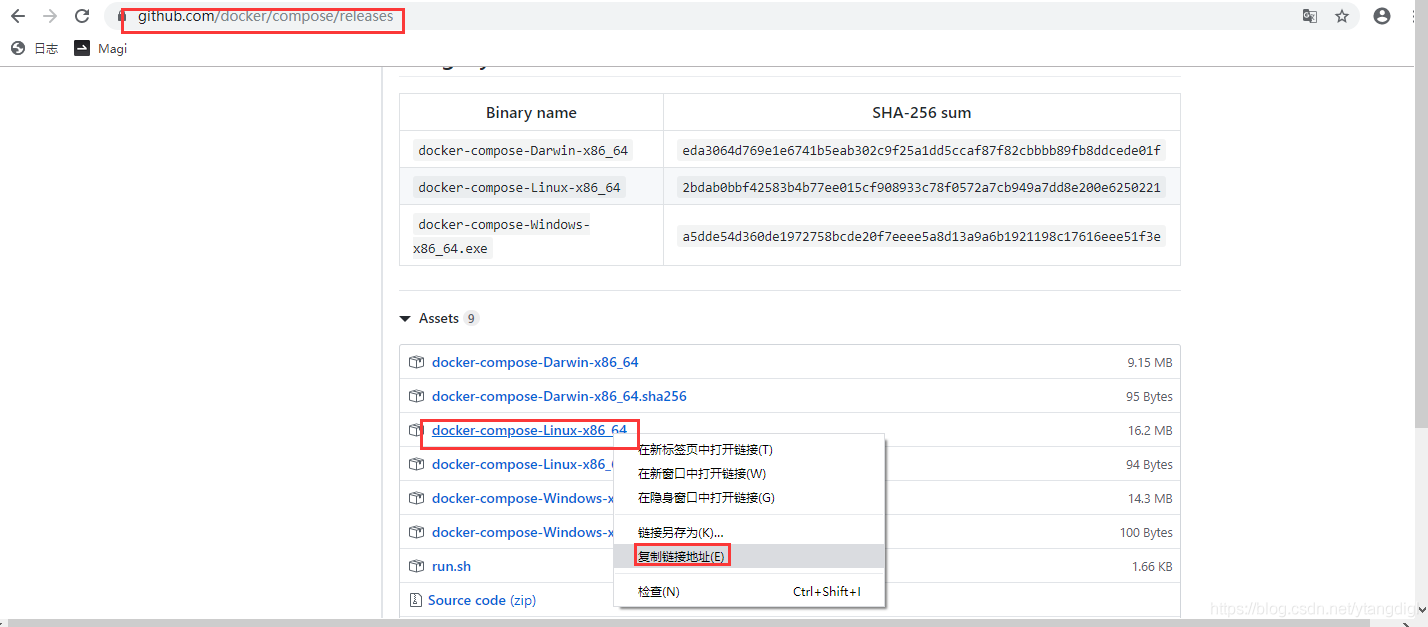 github.com/docker/compose/releases
日志
Magi
Binary name
SHA-256 sum
docker-compose-Darwin-x86_64
eda3064d769e1e6741b5eab302c9f25a1dd5ccaf87f82cbbbb89fb8ddcede01f
docker-compose-Linux-x86_64
2bdab0bbf42583b4b77ee015cf908933c78f0572a7cb949a7dd8e200e6250221
docker-compose-Windows-
x86_64.exe
a5dde54d360de1972758bcde20f7eeee5a8d13a9a6b1921198c17616eee51f3e
Assets 9
docker-compose-Darwin-x86_64
9.15 MB
docker-compose-Darwin-x86_64.sha256
95 Bytes
docker-compose-Linux-x86_64
16.2 MB
docker-compose-Linux-x86_
94 Bytes
docker-compose-Windows-x
14.3 MB
docker-compose-Windows-x
100 Bytes
run.sh
1.66 KB
Source code (zip)
在新标签页中打开链接(T)
在新窗口中打开链接(W)
在隐身窗口中打开链接(G)
链接另存为(K)...
复制链接地址(E)
检查(N)
Ctrl+Shift+I
https://blog.csdn.net/ytangdigl